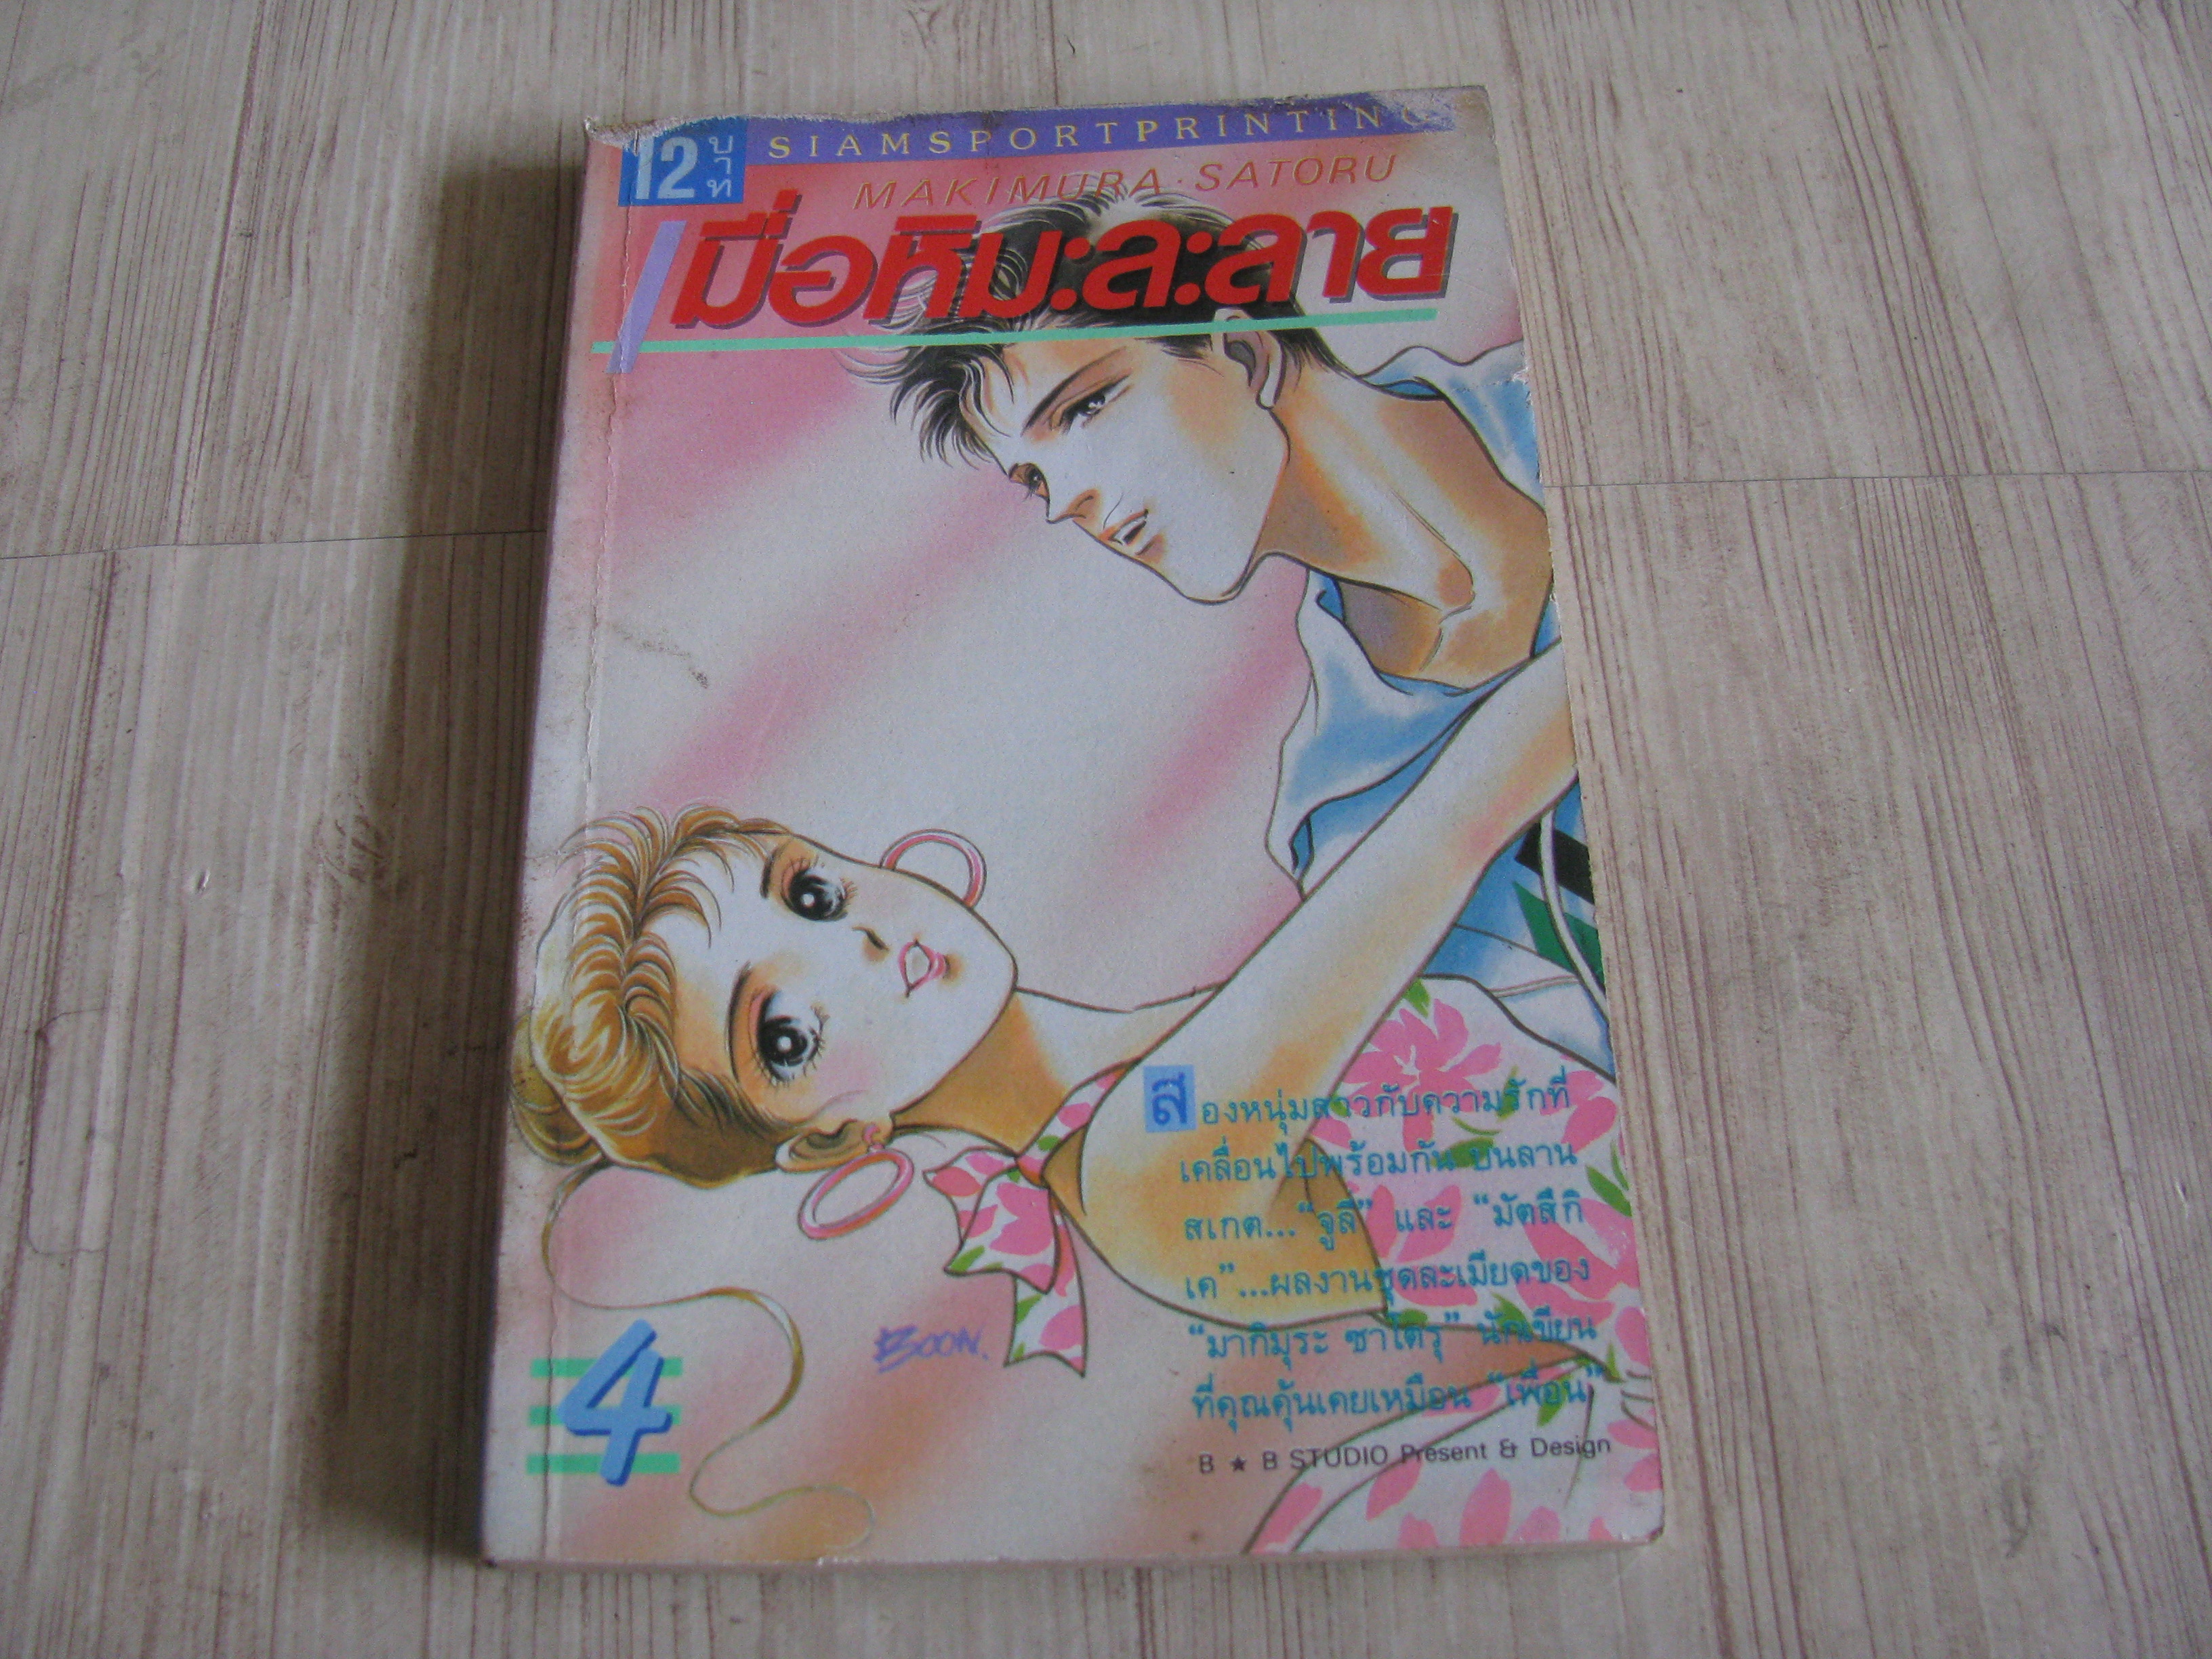 12 บาท
SIAMSPORTPRINTING
MAKIMURA·SATORU
เมื่อหิมะละลาย
สองหนุ่มสาวกับความรักที่
เคลื่อนไปพร้อมกัน บนลาน
สเกต..."จูลี่" และ "มัตสึกิ
เค"...ผลงานชุดละเมียดของ
"มากิมุระ ซาโตรุ" นักเขียน
ที่คุณคุ้นเคยเหมือน "เพื่อน"
BOON.
4
B ★ B STUDIO Present & Design